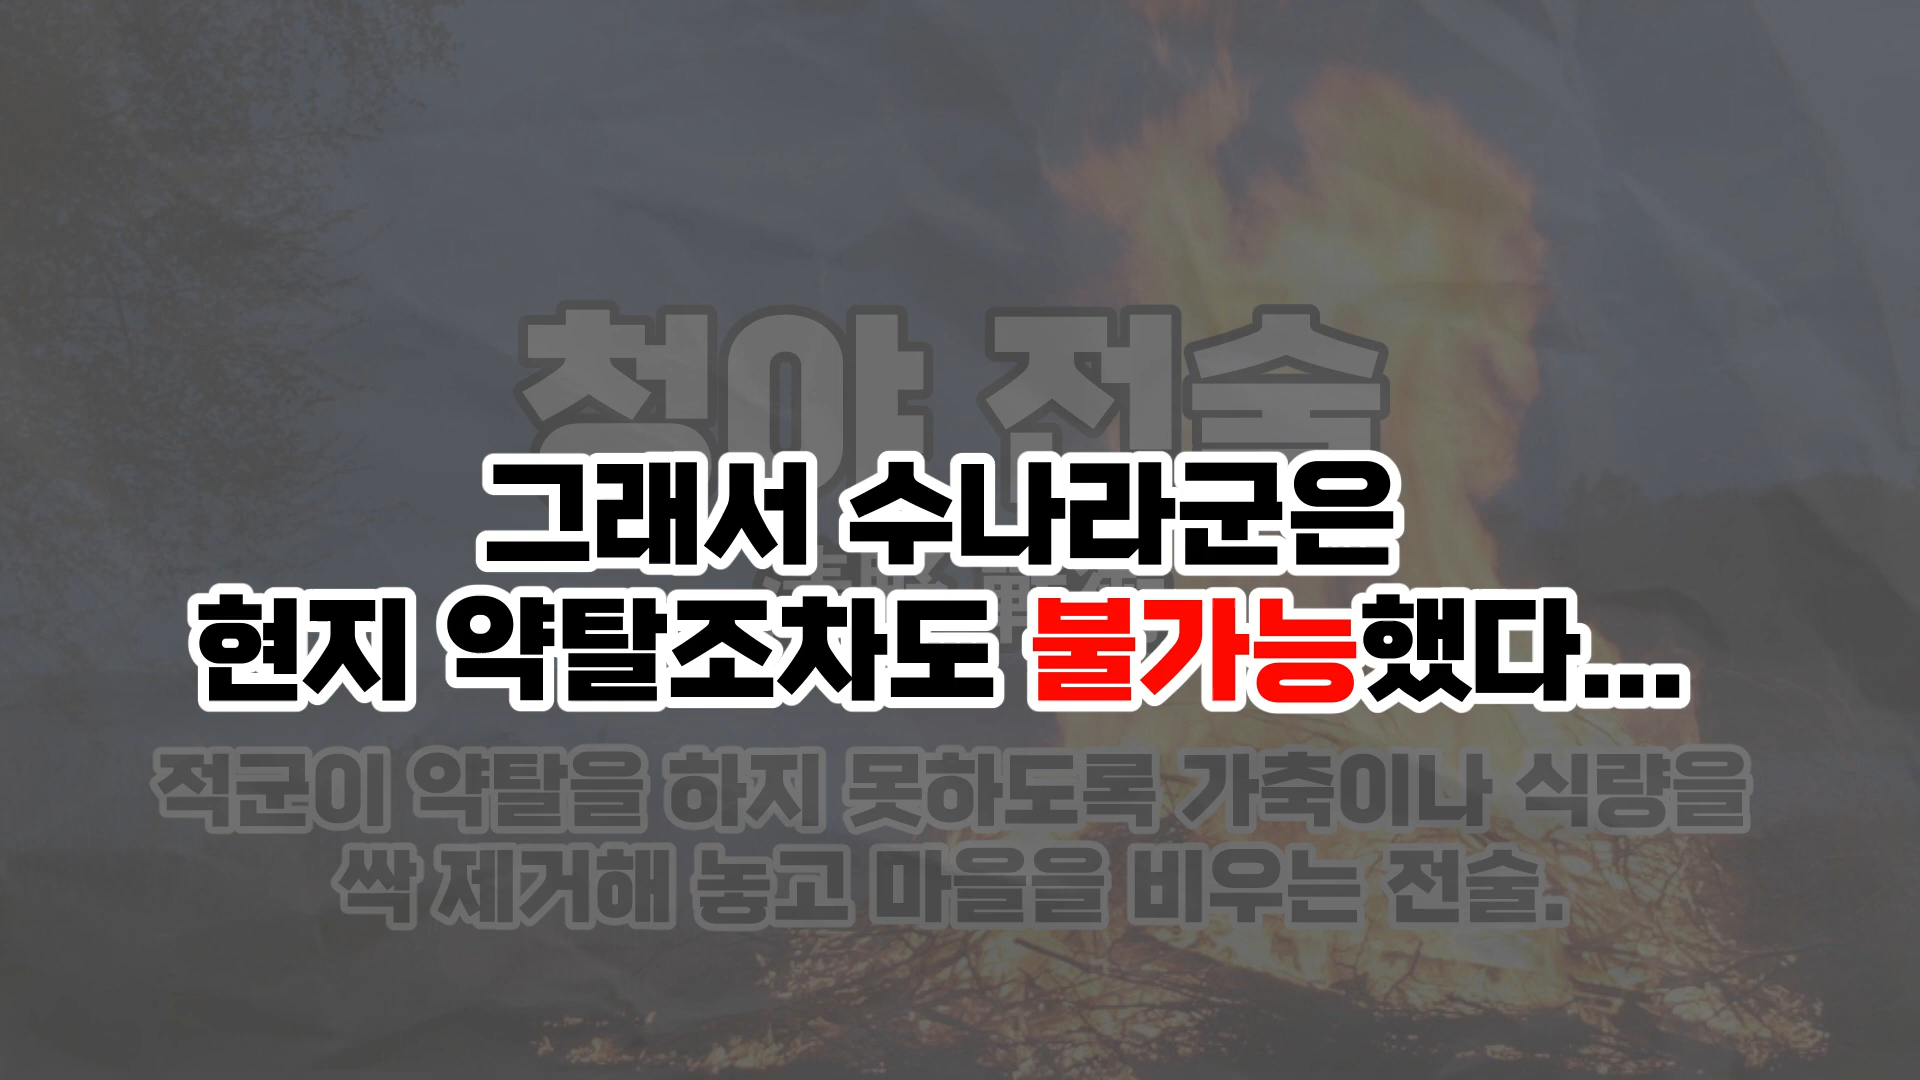 청야 전술
그래서 수나라군은
현지 약탈조차도 불가능했다...
적군이 약탈을 하지 못하도록 가축이나 식량을
싹 제거해 놓고 마을을 비우는 전술.